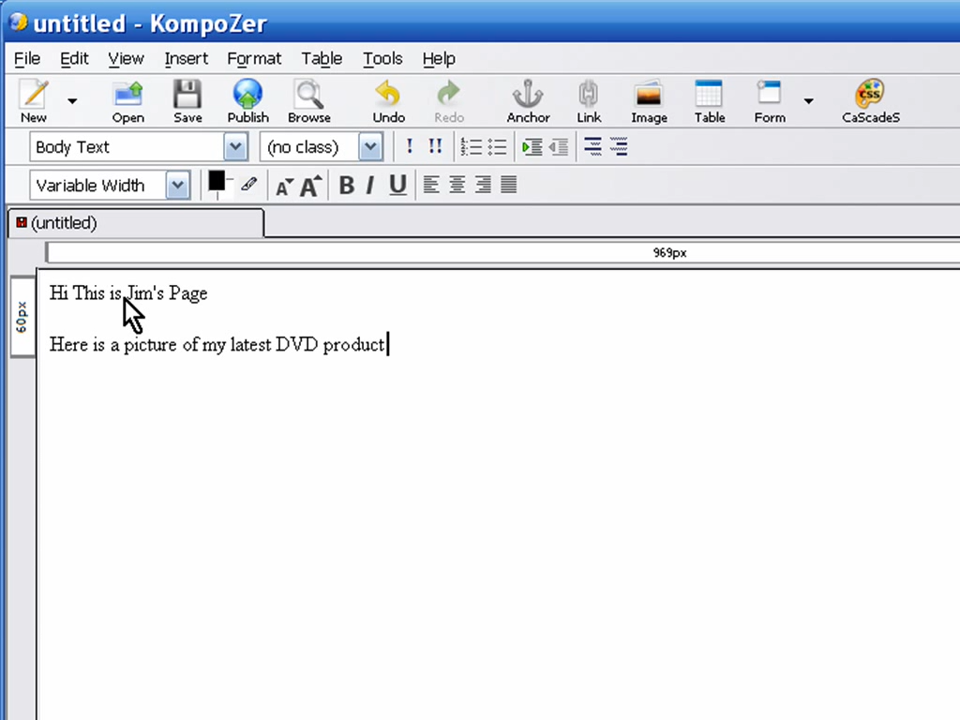 untitled - KompoZer
File Edit View Insert Format Table Tools Help
New Open Save Publish Browse Undo Redo Anchor Link Image Table Form CaScadeS
Body Text (no class) ! !!
Variable Width A A B I U
(untitled)
969px
60px
Hi This is Jim's Page
Here is a picture of my latest DVD product